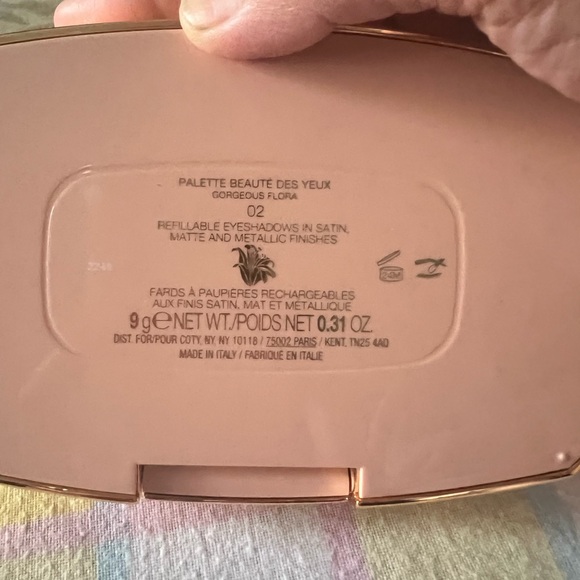 PALETTE BEAUTÉ DES YEUX
GORGEOUS FLORA
02
REFILLABLE EYESHADOWS IN SATIN,
MATTE AND METALLIC FINISHES
FARDS À PAUPIÈRES RECHARGEABLES
AUX FINIS SATIN, MAT ET MÉTALLIQUE
9 g e NET WT./POIDS NET 0.31 OZ.
DIST. FOR/POUR COTY, NY, NY 10118 / 75002 PARIS / KENT, TN25 4AQ
MADE IN ITALY / FABRIQUÉ EN ITALIE